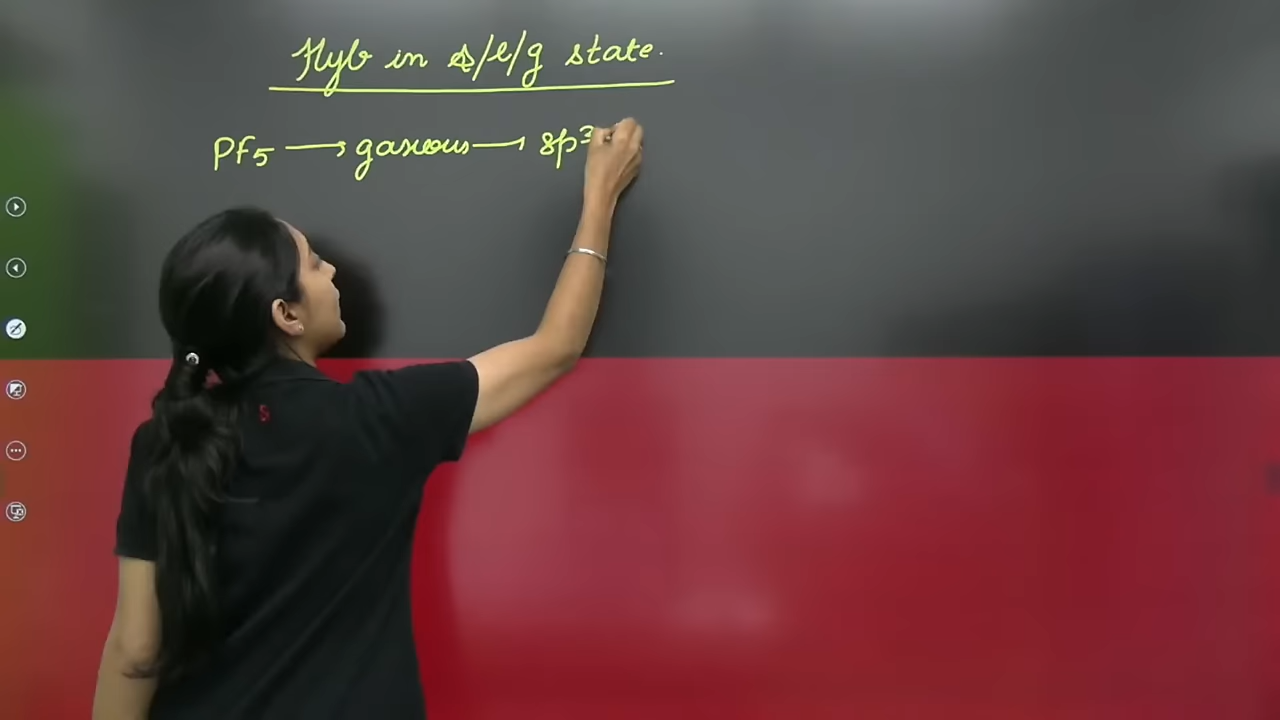 Hyb in s/l/g state.
PF5 → gaseous → sp³